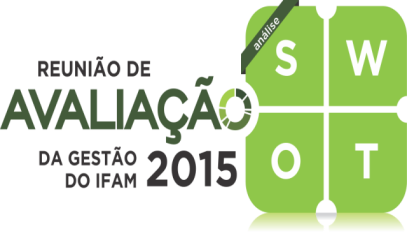 REUNIÃO DE
AVALIAÇÃO
DA GESTÃO
DO IFAM 2015
análise
S W
O T